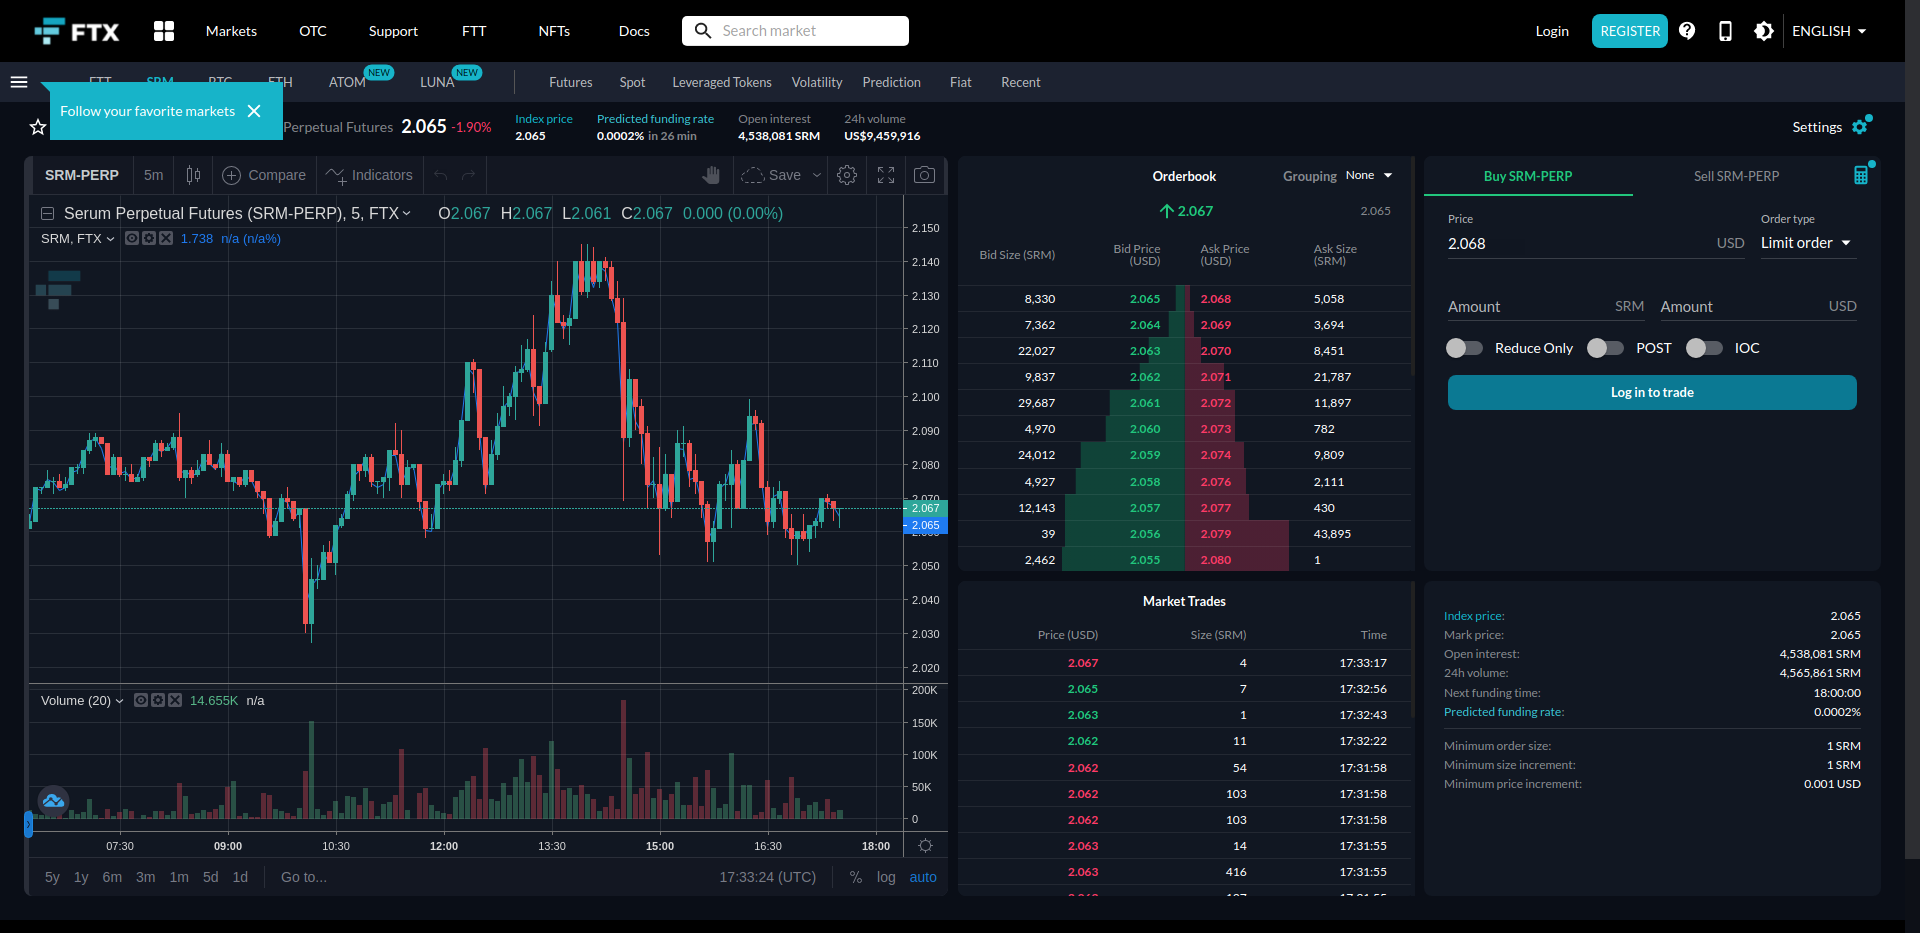 FTX
Markets
OTC
Support
FTT
NFTs
Docs
Search market
Login
REGISTER
ENGLISH
FTT
SRM
BTC
ETH
ATOM
NEW
LUNA
NEW
Futures
Spot
Leveraged Tokens
Volatility
Prediction
Fiat
Recent
Follow your favorite markets
Perpetual Futures
2.065
-1.90%
Index price
2.065
Predicted funding rate
0.0002% in 26 min
Open interest
4,538,081 SRM
24h volume
US$9,459,916
Settings
SRM-PERP
5m
Compare
Indicators
Save
Serum Perpetual Futures (SRM-PERP), 5, FTX
O2.067 H2.067 L2.061 C2.067 0.000 (0.00%)
SRM, FTX
1.738 n/a (n/a%)
2.150
2.140
2.130
2.120
2.110
2.100
2.090
2.080
2.070
2.067
2.065
2.050
2.040
2.030
2.020
Volume (20)
14.655K n/a
200K
150K
100K
50K
0
07:30
09:00
10:30
12:00
13:30
15:00
16:30
18:00
5y
1y
6m
3m
1m
5d
1d
Go to...
17:33:24 (UTC)
%
log
auto
Orderbook
Grouping
None
2.067
2.065
Bid Size (SRM)
Bid Price (USD)
Ask Price (USD)
Ask Size (SRM)
8,330 2.065 2.068 5,058
7,362 2.064 2.069 3,694
22,027 2.063 2.070 8,451
9,837 2.062 2.071 21,787
29,687 2.061 2.072 11,897
4,970 2.060 2.073 782
24,012 2.059 2.074 9,809
4,927 2.058 2.076 2,111
12,143 2.057 2.077 430
39 2.056 2.079 43,895
2,462 2.055 2.080 1
Market Trades
Price (USD) Size (SRM) Time
2.067 4 17:33:17
2.065 7 17:32:56
2.063 1 17:32:43
2.062 11 17:32:22
2.062 54 17:31:58
2.062 103 17:31:58
2.062 103 17:31:58
2.063 14 17:31:55
2.063 416 17:31:55
Buy SRM-PERP
Sell SRM-PERP
Price
2.068
USD
Order type
Limit order
Amount
SRM
Amount
USD
Reduce Only
POST
IOC
Log in to trade
Index price: 2.065
Mark price: 2.065
Open interest: 4,538,081 SRM
24h volume: 4,565,861 SRM
Next funding time: 18:00:00
Predicted funding rate: 0.0002%
Minimum order size: 1 SRM
Minimum size increment: 1 SRM
Minimum price increment: 0.001 USD